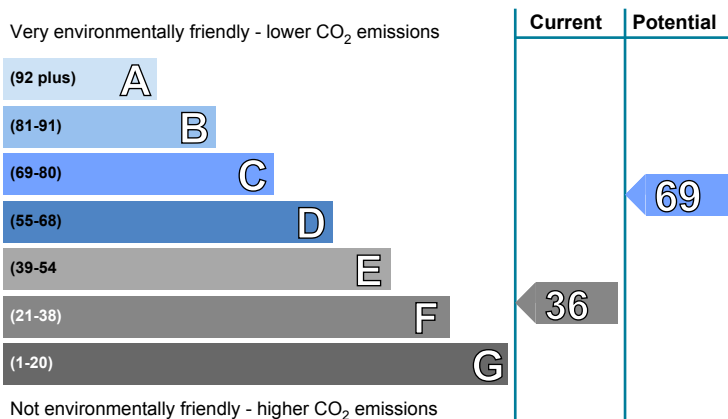 Very environmentally friendly - lower CO₂ emissions
Current
Potential
(92 plus) A
(81-91) B
(69-80) C
(55-68) D
(39-54 E
(21-38) F
(1-20) G
69
36
Not environmentally friendly - higher CO₂ emissions